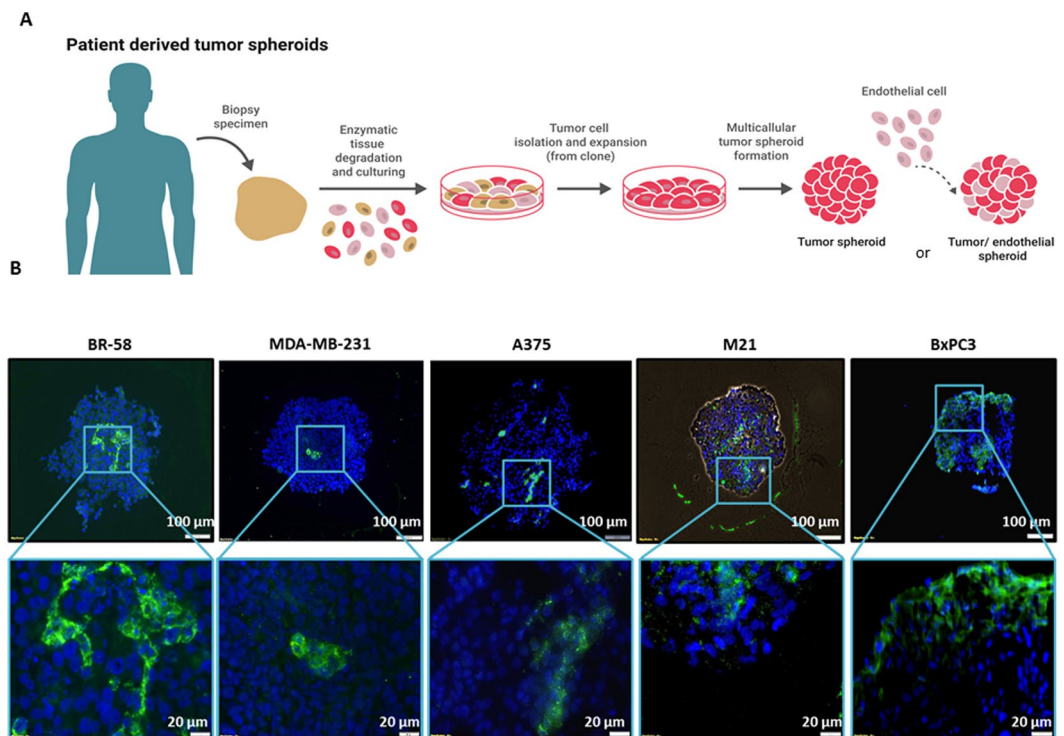 A
Patient derived tumor spheroids
Biopsy
specimen
Enzymatic
tissue
degradation
and culturing
Tumor cell
isolation and expansion
(from clone)
Multicallular
tumor spheroid
formation
Endothelial cell
Tumor spheroid
or
Tumor/ endothelial
spheroid
B
BR-58
MDA-MB-231
A375
M21
BxPC3
100 µm
100 µm
100 µm
100 µm
100 µm
20 µm
20 µm
20 µm
20 µm
20 µm